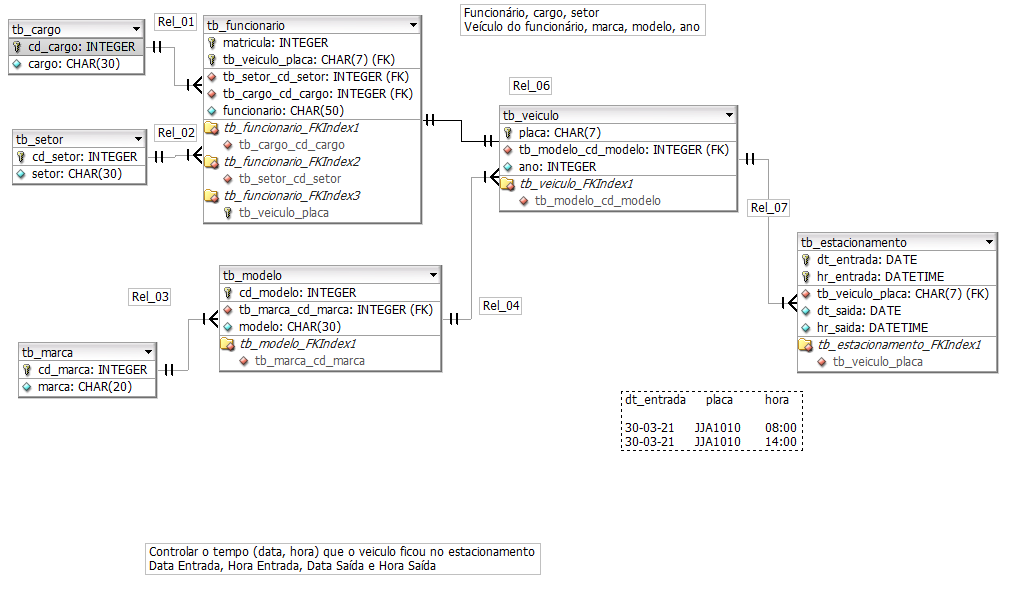 Funcionário, cargo, setor
Veículo do funcionário, marca, modelo, ano
Rel_01
tb_cargo
cd_cargo: INTEGER
cargo: CHAR(30)
tb_funcionario
matricula: INTEGER
tb_veiculo_placa: CHAR(7) (FK)
tb_setor_cd_setor: INTEGER (FK)
tb_cargo_cd_cargo: INTEGER (FK)
funcionario: CHAR(50)
tb_funcionario_FKIndex1
tb_cargo_cd_cargo
tb_funcionario_FKIndex2
tb_setor_cd_setor
tb_funcionario_FKIndex3
tb_veiculo_placa
Rel_02
tb_setor
cd_setor: INTEGER
setor: CHAR(30)
Rel_06
tb_veiculo
placa: CHAR(7)
tb_modelo_cd_modelo: INTEGER (FK)
ano: INTEGER
tb_veiculo_FKIndex1
tb_modelo_cd_modelo
Rel_07
tb_estacionamento
dt_entrada: DATE
hr_entrada: DATETIME
tb_veiculo_placa: CHAR(7) (FK)
dt_saida: DATE
hr_saida: DATETIME
tb_estacionamento_FKIndex1
tb_veiculo_placa
Rel_03
tb_modelo
cd_modelo: INTEGER
tb_marca_cd_marca: INTEGER (FK)
modelo: CHAR(30)
tb_modelo_FKIndex1
tb_marca_cd_marca
Rel_04
tb_marca
cd_marca: INTEGER
marca: CHAR(20)
dt_entrada placa hora
30-03-21 JJA1010 08:00
30-03-21 JJA1010 14:00
Controlar o tempo (data, hora) que o veiculo ficou no estacionamento
Data Entrada, Hora Entrada, Data Saída e Hora Saída